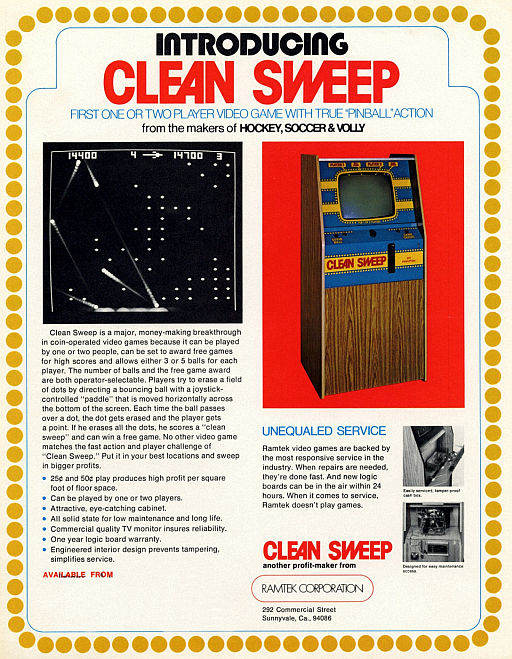 INTRODUCING
CLEAN SWEEP
FIRST ONE OR TWO PLAYER VIDEO GAME WITH TRUE "PINBALL" ACTION
from the makers of HOCKEY, SOCCER & VOLLY
14400 4 14700 3
CLEAN SWEEP
Clean Sweep is a major, money-making breakthrough
in coin-operated video games because it can be played
by one or two people, can be set to award free games
for high scores and allows either 3 or 5 balls for each
player. The number of balls and the free game award
are both operator-selectable. Players try to erase a field
of dots by directing a bouncing ball with a joystick-
controlled "paddle" that is moved horizontally across
the bottom of the screen. Each time the ball passes
over a dot, the dot gets erased and the player gets
a point. If he erases all the dots, he scores a "clean
sweep" and can win a free game. No other video game
matches the fast action and player challenge of
"Clean Sweep." Put it in your best locations and sweep
in bigger profits.
• 25¢ and 50¢ play produces high profit per square
foot of floor space.
• Can be played by one or two players.
• Attractive, eye-catching cabinet.
• All solid state for low maintenance and long life.
• Commercial quality TV monitor insures reliability.
• One year logic board warranty.
• Engineered interior design prevents tampering,
simplifies service.
AVAILABLE FROM
UNEQUALED SERVICE
Ramtek video games are backed by
the most responsive service in the
industry. When repairs are needed,
they're done fast. And new logic
boards can be in the air within 24
hours. When it comes to service,
Ramtek doesn't play games.
Easily serviced, tamper-proof
cash box.
Designed for easy maintenance
access.
CLEAN SWEEP
another profit-maker from
RAMTEK CORPORATION
292 Commercial Street
Sunnyvale, Ca., 94086